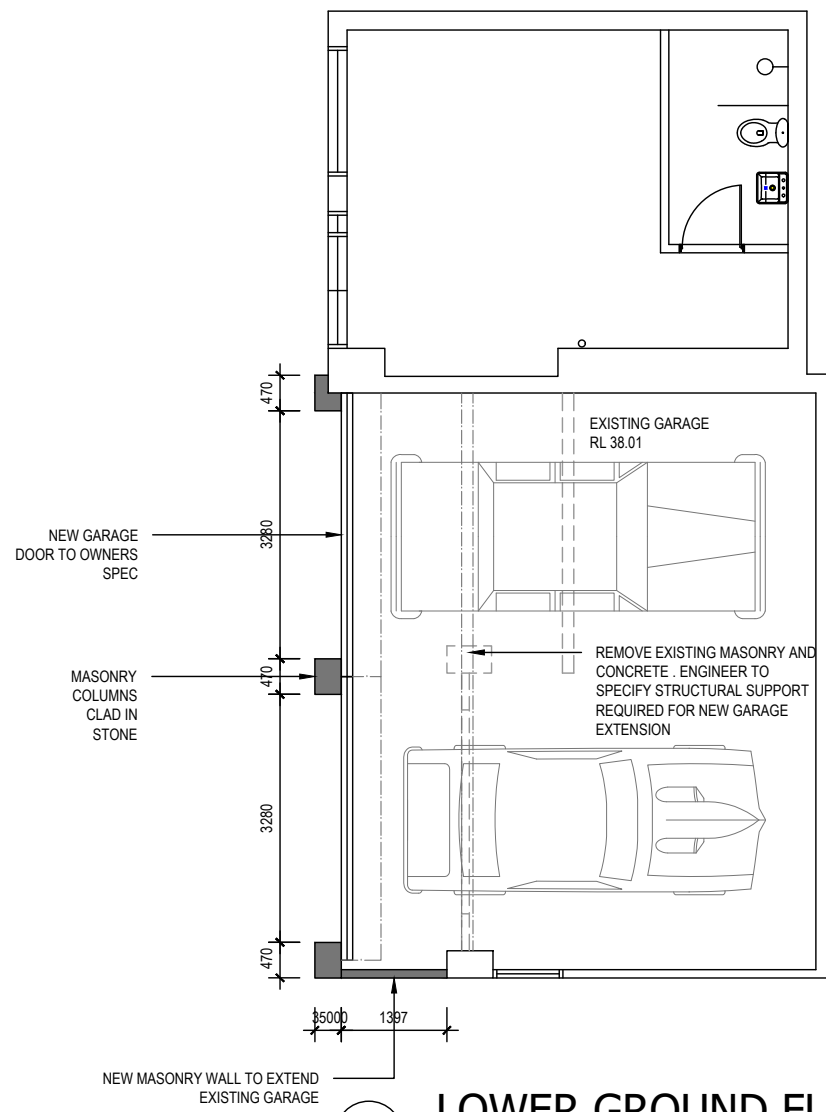 470
EXISTING GARAGE
RL 38.01
3280
NEW GARAGE
DOOR TO OWNERS
SPEC
470
MASONRY
COLUMNS
CLAD IN
STONE
REMOVE EXISTING MASONRY AND
CONCRETE . ENGINEER TO
SPECIFY STRUCTURAL SUPPORT
REQUIRED FOR NEW GARAGE
EXTENSION
3280
470
35000
1397
NEW MASONRY WALL TO EXTEND
EXISTING GARAGE
LOWER GROUND FL